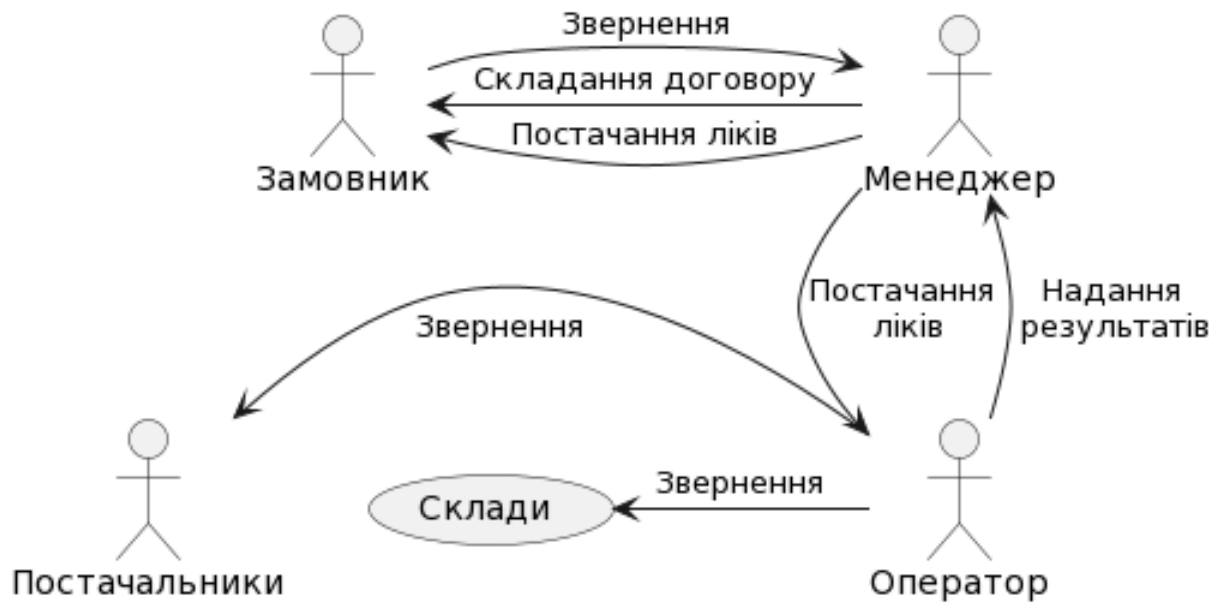 Звернення
Складання договору
Постачання ліків
Замовник
Менеджер
Постачання
ліків
Надання
результатів
Звернення
Звернення
Склади
Постачальники
Оператор